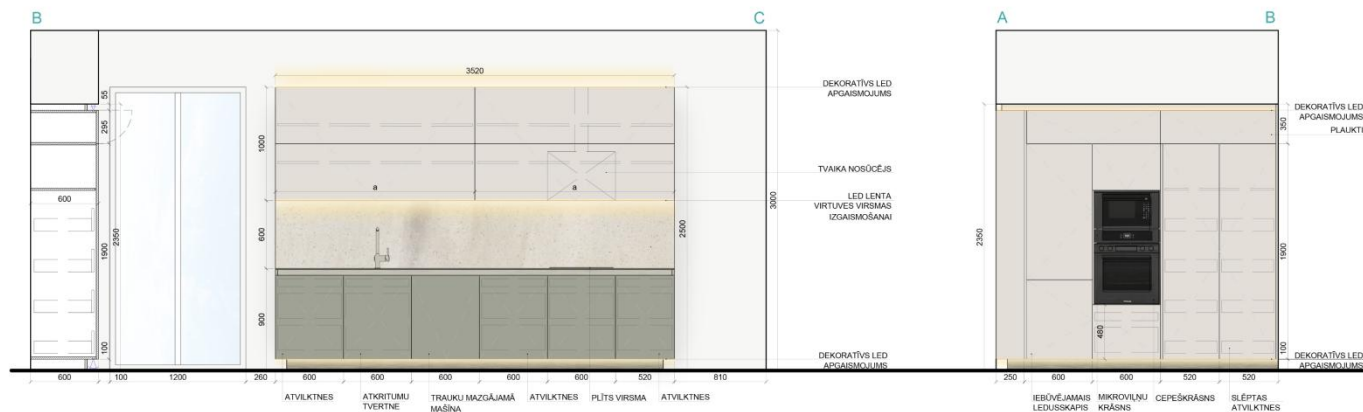 B
C
A
B
3520
DEKORATĪVS LED
APGAISMOJUMS
55
295
1000
TVAIKA NOSŪCĒJS
a
a
LED LENTA
VIRTUVES VIRSMAS
IZGAISMOŠANAI
600
2350
1900
600
2500
3000
900
100
DEKORATĪVS LED
APGAISMOJUMS
600
100
1200
260
600
600
600
600
600
520
810
ATVILKTNES
ATKRITUMU
TVERTNE
TRAUKU MAZGĀJAMĀ
MAŠĪNA
ATVILKTNES
PLĪTS VIRSMA
ATVILKTNES
DEKORATĪVS LED
APGAISMOJUMS
350
PLAUKTI
2350
1900
480
100
DEKORATĪVS LED
APGAISMOJUMS
250
600
600
520
520
IEBŪVĒJAMAIS
LEDUSSKAPIS
MIKROVIĻŅU
KRĀSNS
CEPEŠKRĀSNS
SLĒPTAS
ATVILKTNES